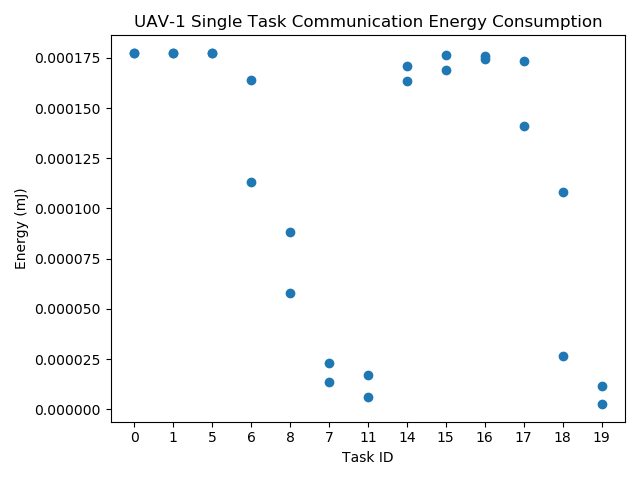 UAV-1 Single Task Communication Energy Consumption
Energy (mJ)
0.000175
0.000150
0.000125
0.000100
0.000075
0.000050
0.000025
0.000000
0 1 5 6 8 7 11 14 15 16 17 18 19
Task ID